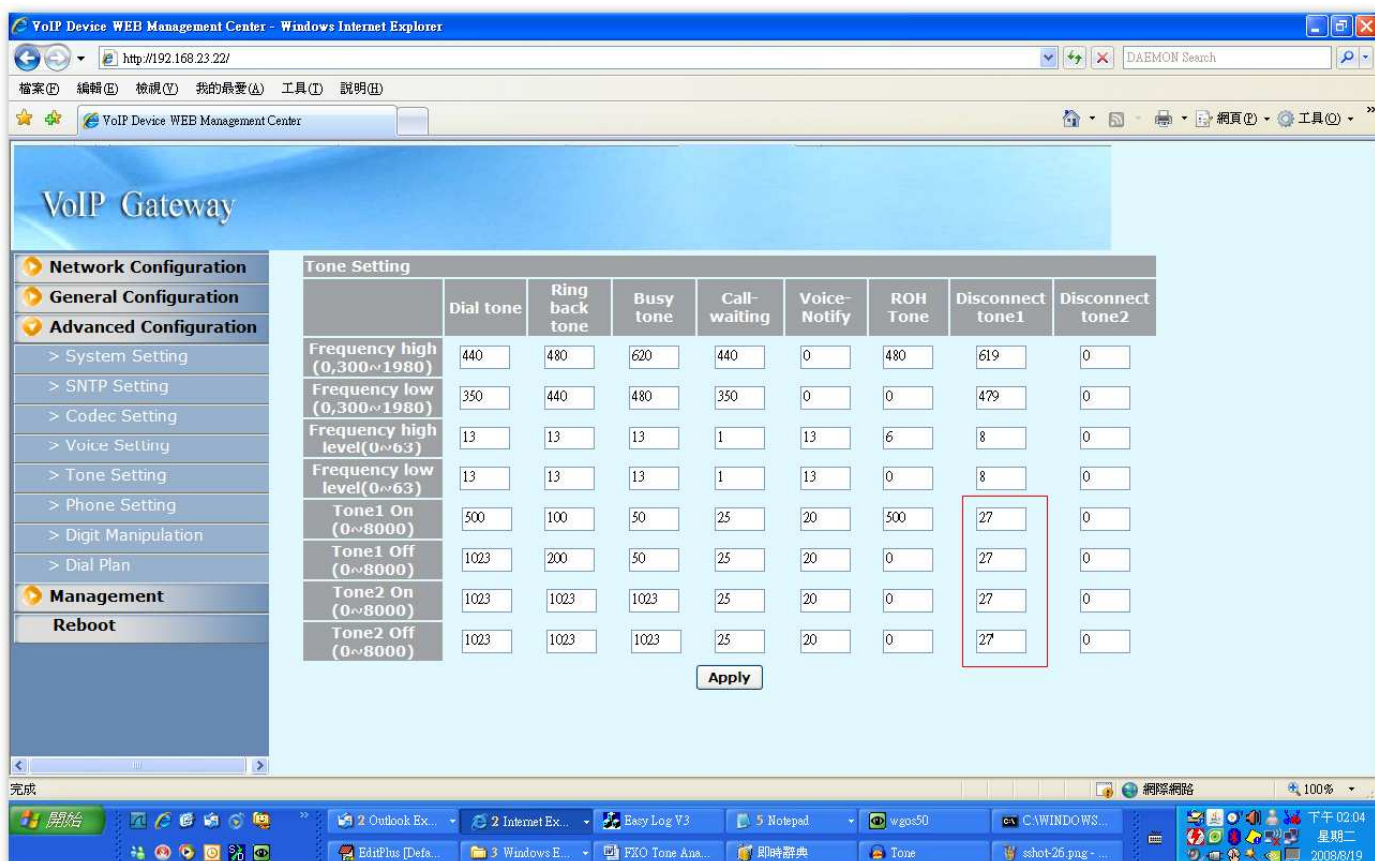 VoIP Device WEB Management Center - Windows Internet Explorer
http://192.168.23.22/
DAEMON Search
檔案(F) 編輯(E) 檢視(V) 我的最愛(A) 工具(T) 說明(H)
VoIP Device WEB Management Center
網頁(P) 工具(O) »
VoIP Gateway
Network Configuration
General Configuration
Advanced Configuration
> System Setting
> SNTP Setting
> Codec Setting
> Voice Setting
> Tone Setting
> Phone Setting
> Digit Manipulation
> Dial Plan
Management
Reboot
Tone Setting
Dial tone Ring back tone Busy tone Call-waiting Voice-Notify ROH Tone Disconnect tone1 Disconnect tone2
Frequency high (0,300~1980) 440 480 620 440 0 480 619 0
Frequency low (0,300~1980) 350 440 480 350 0 0 479 0
Frequency high level(0~63) 13 13 13 1 13 6 8 0
Frequency low level(0~63) 13 13 13 1 13 0 8 0
Tone1 On (0~8000) 500 100 50 25 20 500 27 0
Tone1 Off (0~8000) 1023 200 50 25 20 0 27 0
Tone2 On (0~8000) 1023 1023 1023 25 20 0 27 0
Tone2 Off (0~8000) 1023 1023 1023 25 20 0 27 0
Apply
完成
網際網路 100%
開始 » 2 Outlook Ex... 2 Internet Ex... Easy Log V3 5 Notepad wgos50 C:\WINDOWS... 下午 02:04
星期二
EditPlus [Defa... 3 Windows E... FXO Tone Ana... 即時辭典 Tone sshot-26.png - ... 2008/8/19